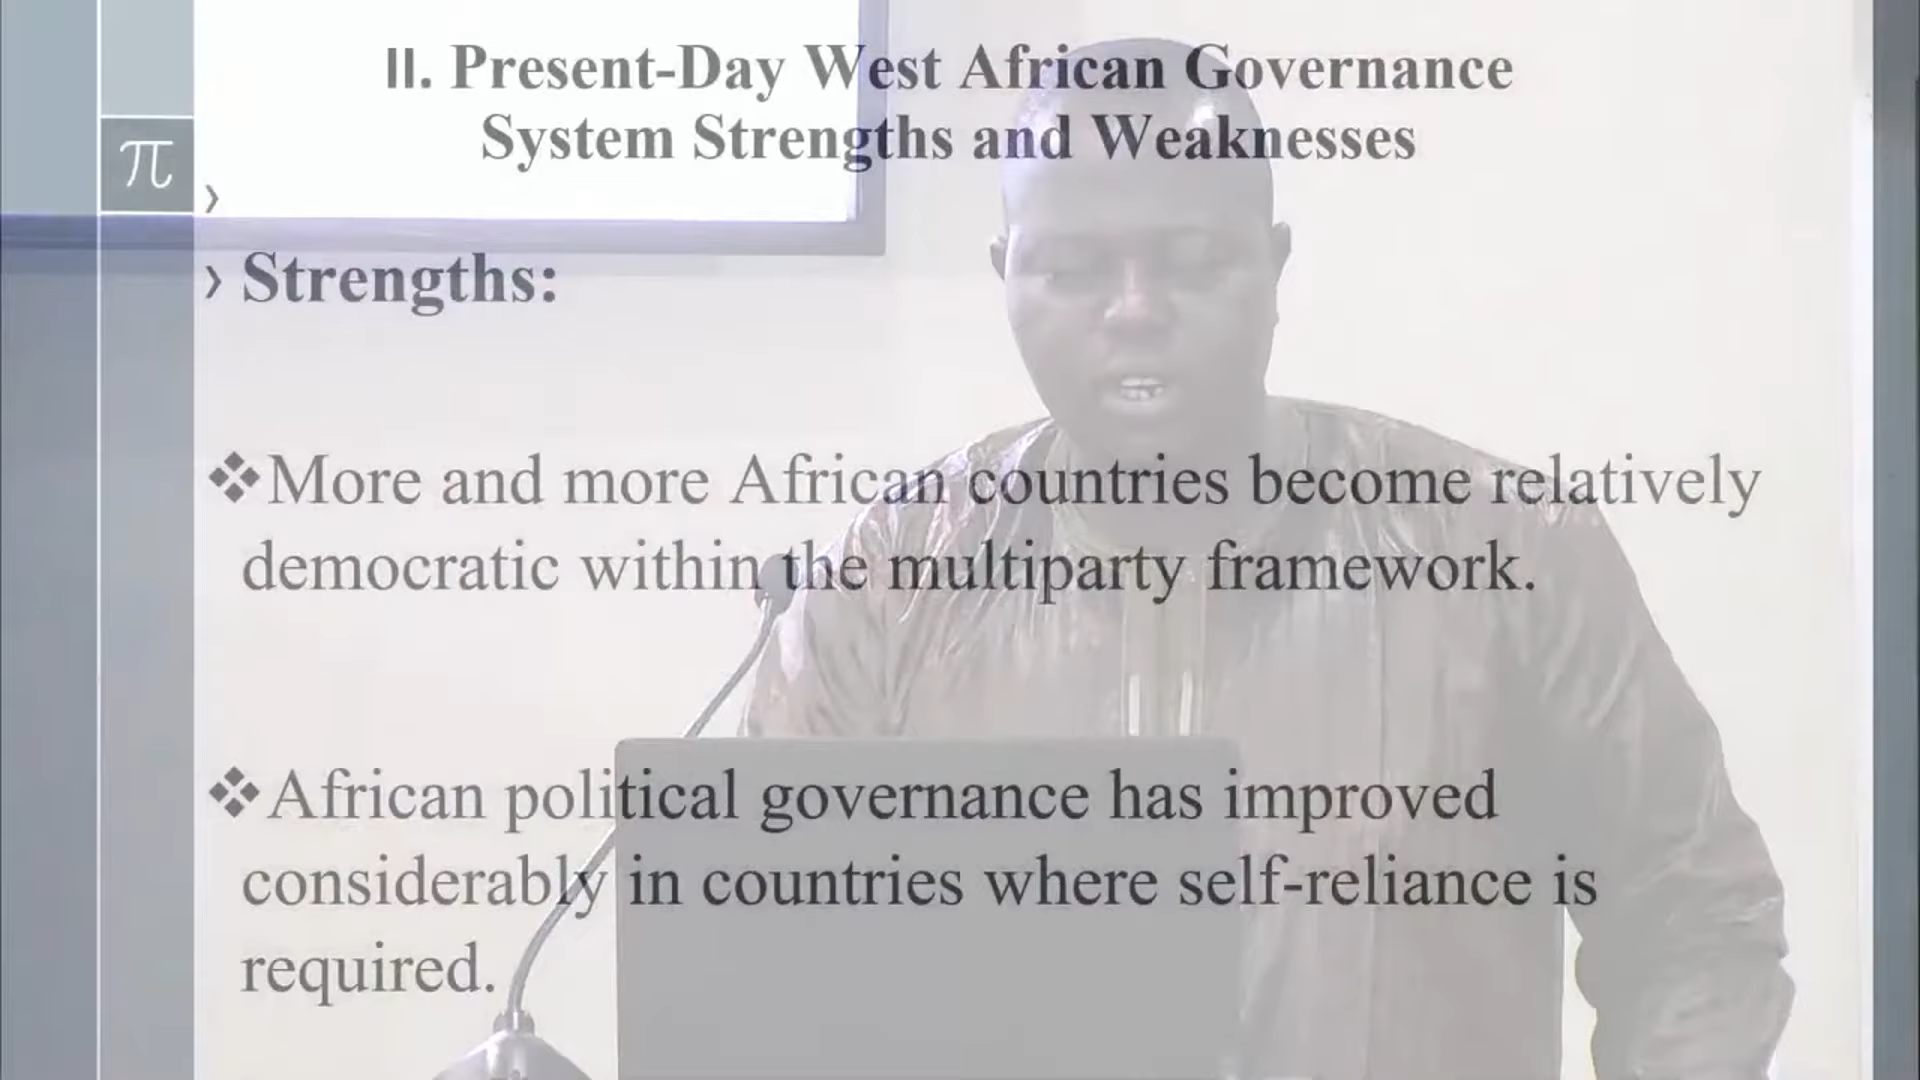 II. Present-Day West African Governance
System Strengths and Weaknesses
π
›
› Strengths:
❖More and more African countries become relatively
democratic within the multiparty framework.
❖African political governance has improved
considerably in countries where self-reliance is
required.